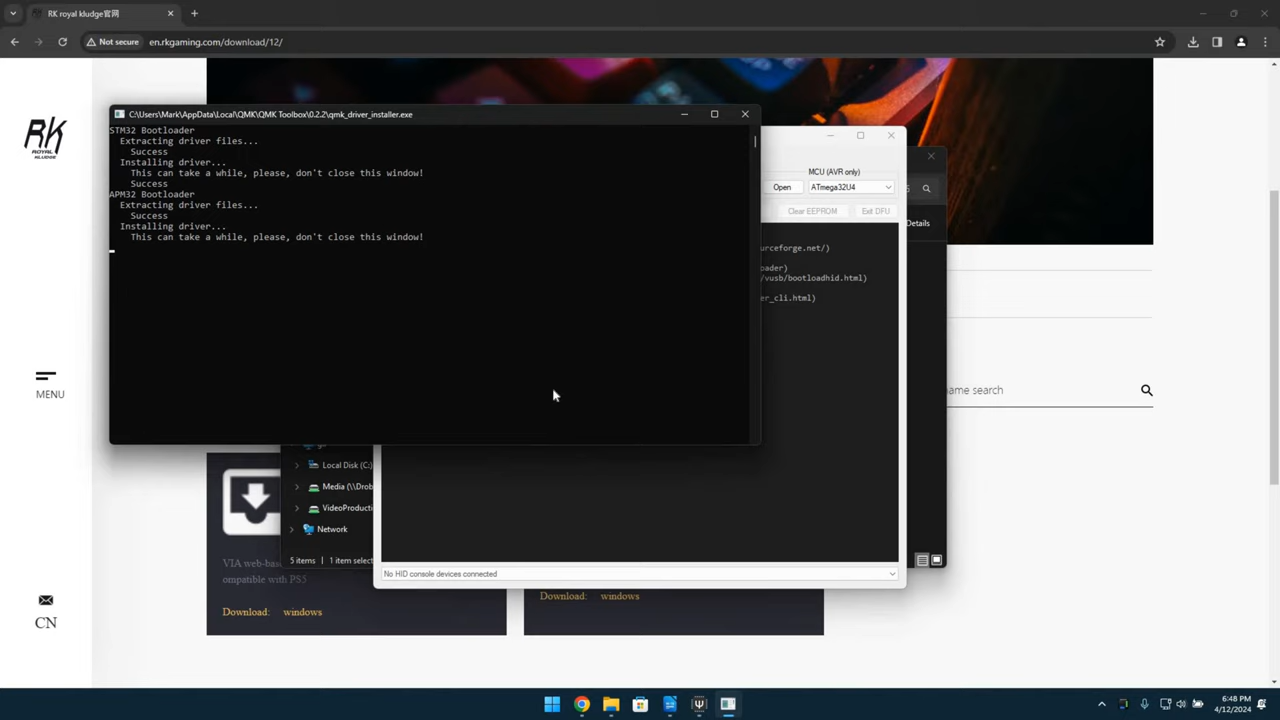 RK royal kludge官网
Not secure
en.rkgaming.com/download/12/
RK
ROYAL
KLUDGE
MENU
CN
C:\Users\Mark\AppData\Local\QMK\QMK Toolbox\0.2.2\qmk_driver_installer.exe
STM32 Bootloader
Extracting driver files...
Success
Installing driver...
This can take a while, please, don't close this window!
Success
APM32 Bootloader
Extracting driver files...
Success
Installing driver...
This can take a while, please, don't close this window!
MCU (AVR only)
Open
ATmega32U4
Clear EEPROM
Exit DFU
urceforge.net/)
oader)
/vusb/bootloadhid.html)
er_cli.html)
No HID console devices connected
Details
name search
Local Disk (C:)
Media (\\Drob
VideoProducti
Network
5 items
1 item select
VIA web-bas
ompatible with PS5
Download: windows
Download: windows
6:48 PM
4/12/2024